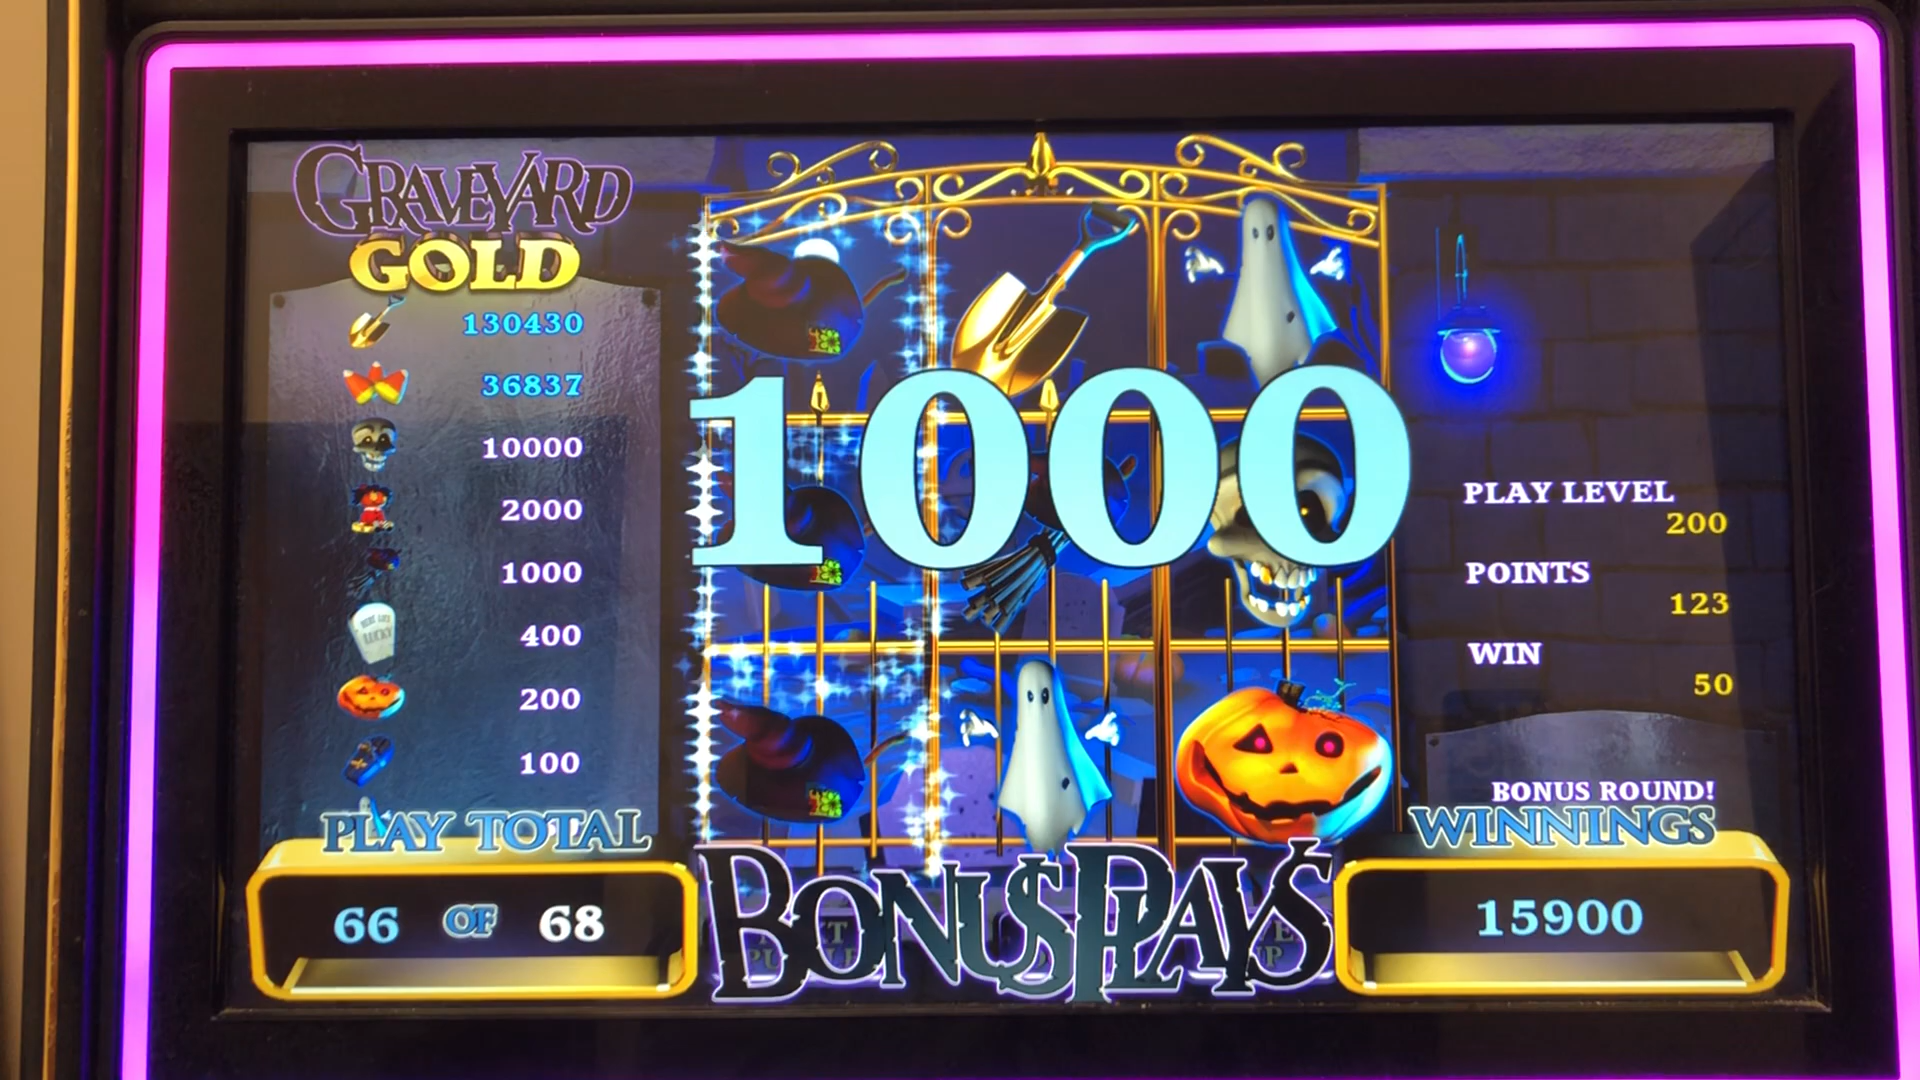 GRAVEYARD
GOLD
130430
36837
10000
2000
1000
400
200
100
PLAY TOTAL
66 OF 68
1000
BONUS PLAYS
PLAY LEVEL
200
POINTS
123
WIN
50
BONUS ROUND!
WINNINGS
15900